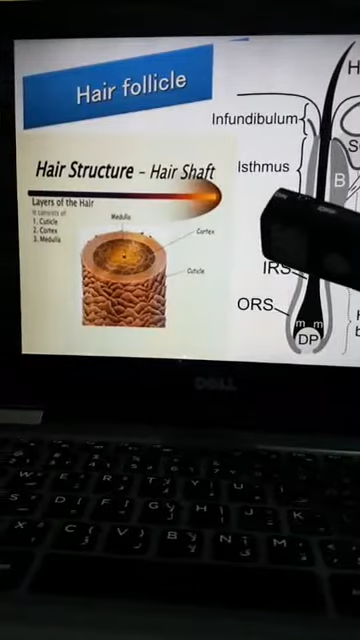 Hair follicle
Hair Structure - Hair Shaft
Layers of the Hair
It consists of
1. Cuticle
2. Cortex
3. Medulla
Medulla
Cortex
Cuticle
H
Infundibulum
Isthmus
B
IRS
ORS
m m
DP
DELL
W E R T Y U
S D F G H J K
X C V B N M